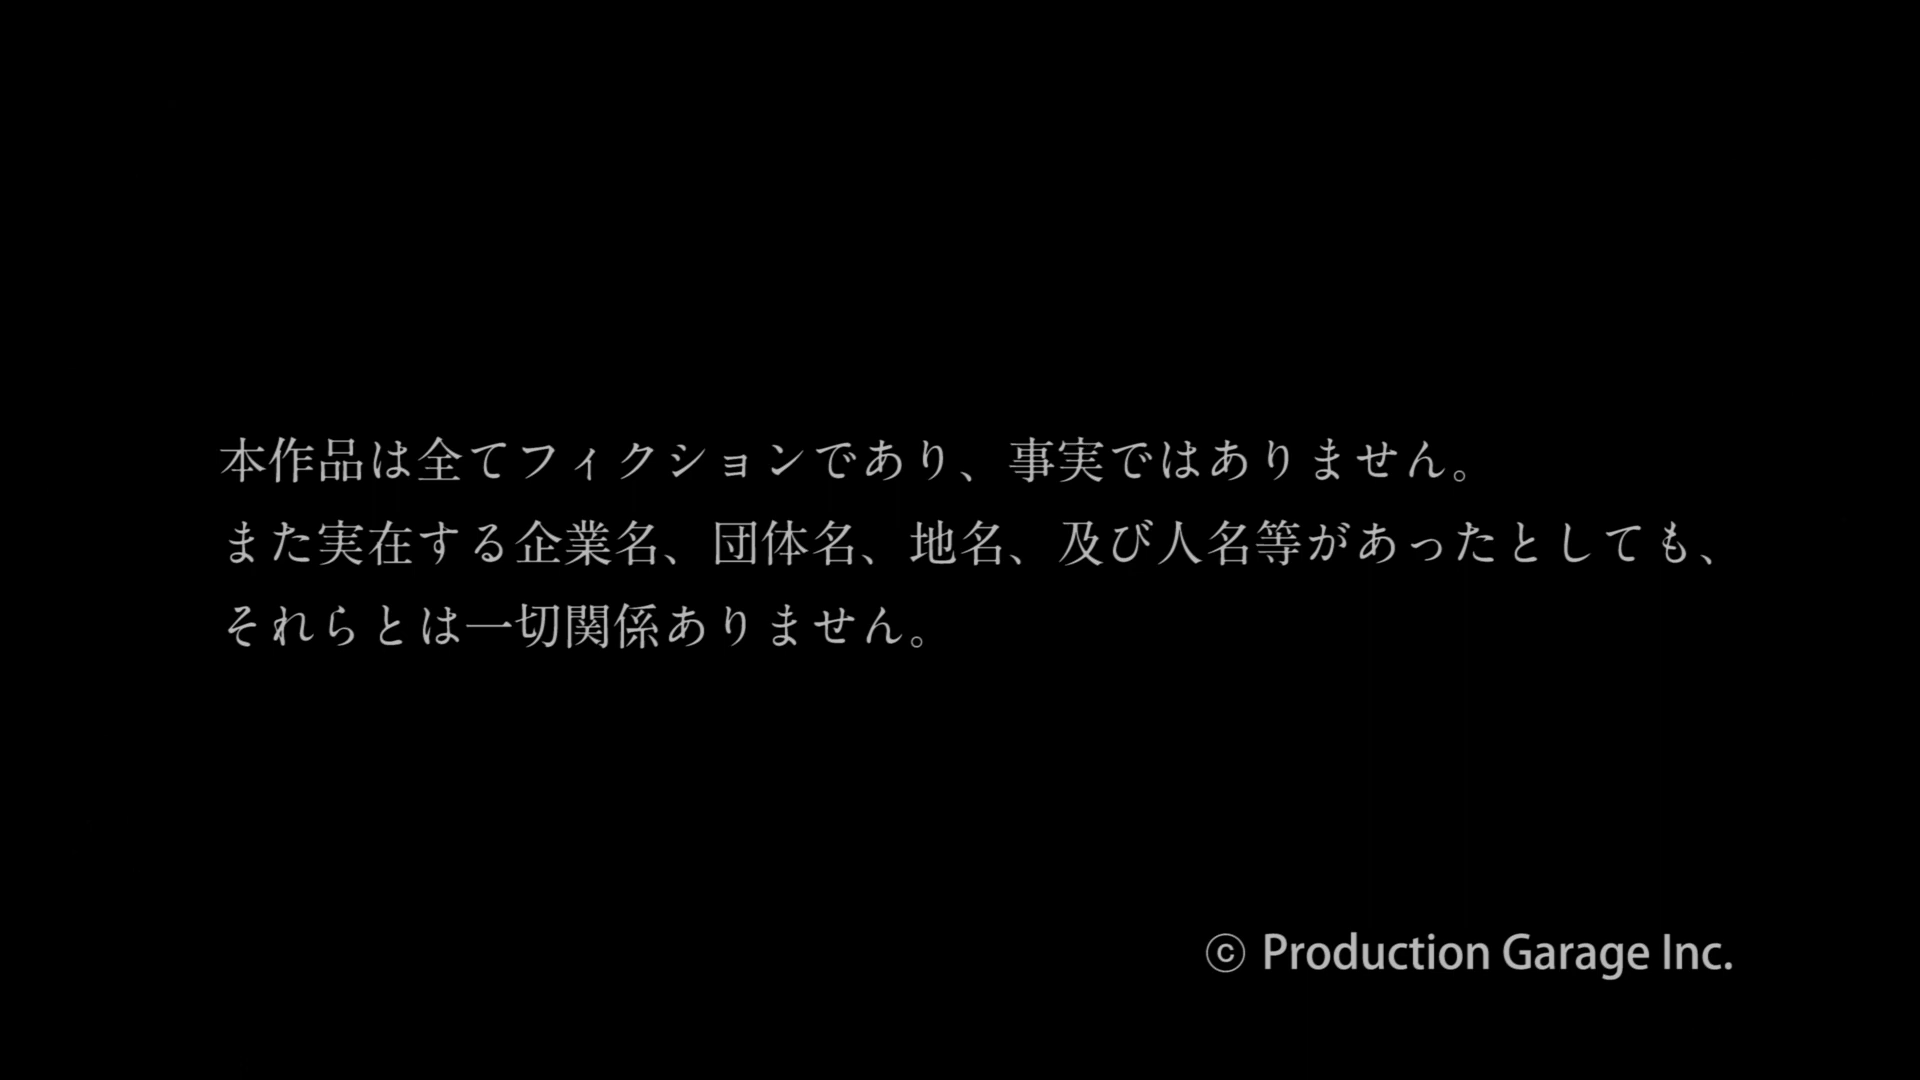 本作品は全てフィクションであり、事実ではありません。
また実在する企業名、団体名、地名、及び人名等があったとしても、
それらとは一切関係ありません。
ⓒ Production Garage Inc.